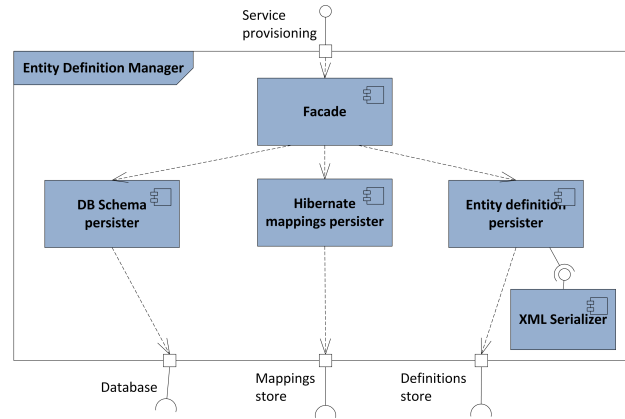 Service
provisioning
Entity Definition Manager
Facade
DB Schema
persister
Hibernate
mappings persister
Entity definition
persister
XML Serializer
Database
Mappings
store
Definitions
store